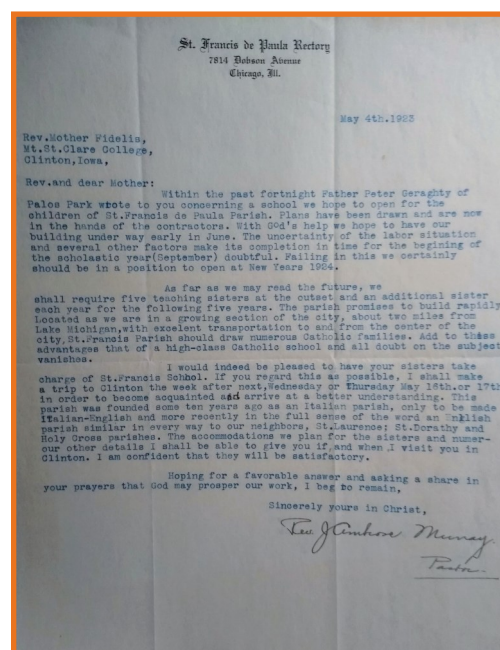 St. Francis de Paula Rectory
7814 Dobson Avenue
Chicago, Ill.
May 4th.1923
Rev.Mother Fidelis,
Mt.St.Clare College,
Clinton,Iowa,
Rev.and dear Mother:
Within the past fortnight Father Peter Geraghty of
Palos Park wrote to you concerning a school we hope to open for the
children of St.Francis de Paula Parish. Plans have been drawn and are now
in the hands of the contractors. With GOd's help we hope to have our
building under way early in June. The uncertainty of the labor situation
and several other factors make its completion in time for the begining of
the scholastic year(September) doubtful. Failing in this we certainly
should be in a position to open at New Years 1924.
As far as we may read the future, we
shall require five teaching sisters at the outset and an additional sister
each year for the following five years. The parish promises to build rapidly
Located as we are in a growing section of the city, about two miles from
Lake Michigan,with excelent transportation to and from the center of the
city,St.Francis Parish should draw numerous Catholic families. Add to these
advantages that of a high-class Catholic school and all doubt on the subject
vanishes.
I would indeed be pleased to have your sisters take
charge of St.Francis School. If you regard this as possible, I shall make
a trip to Clinton the week after next,Wednesday or Thursday May 16th.or 17th
in order to become acquainted and arrive at a better understanding. This
parish was founded some ten years ago as an Italian parish, only to be made
Italian-English and more recently in the full sense of the word an English
parish similar in every way to our neighbors, St.Laurence; St.Dorathy and
Holy Cross parishes. The accommodations we plan for the sisters and numer-
our other details I shall be able to give you if,and when,I visit you in
Clinton. I am confident that they will be satisfactory.
Hoping for a favorable answer and asking a share in
your prayers that God may prosper our work, I beg to remain,
Sincerely yours in Christ,
Rev J Ambrose Murray
Pastor.